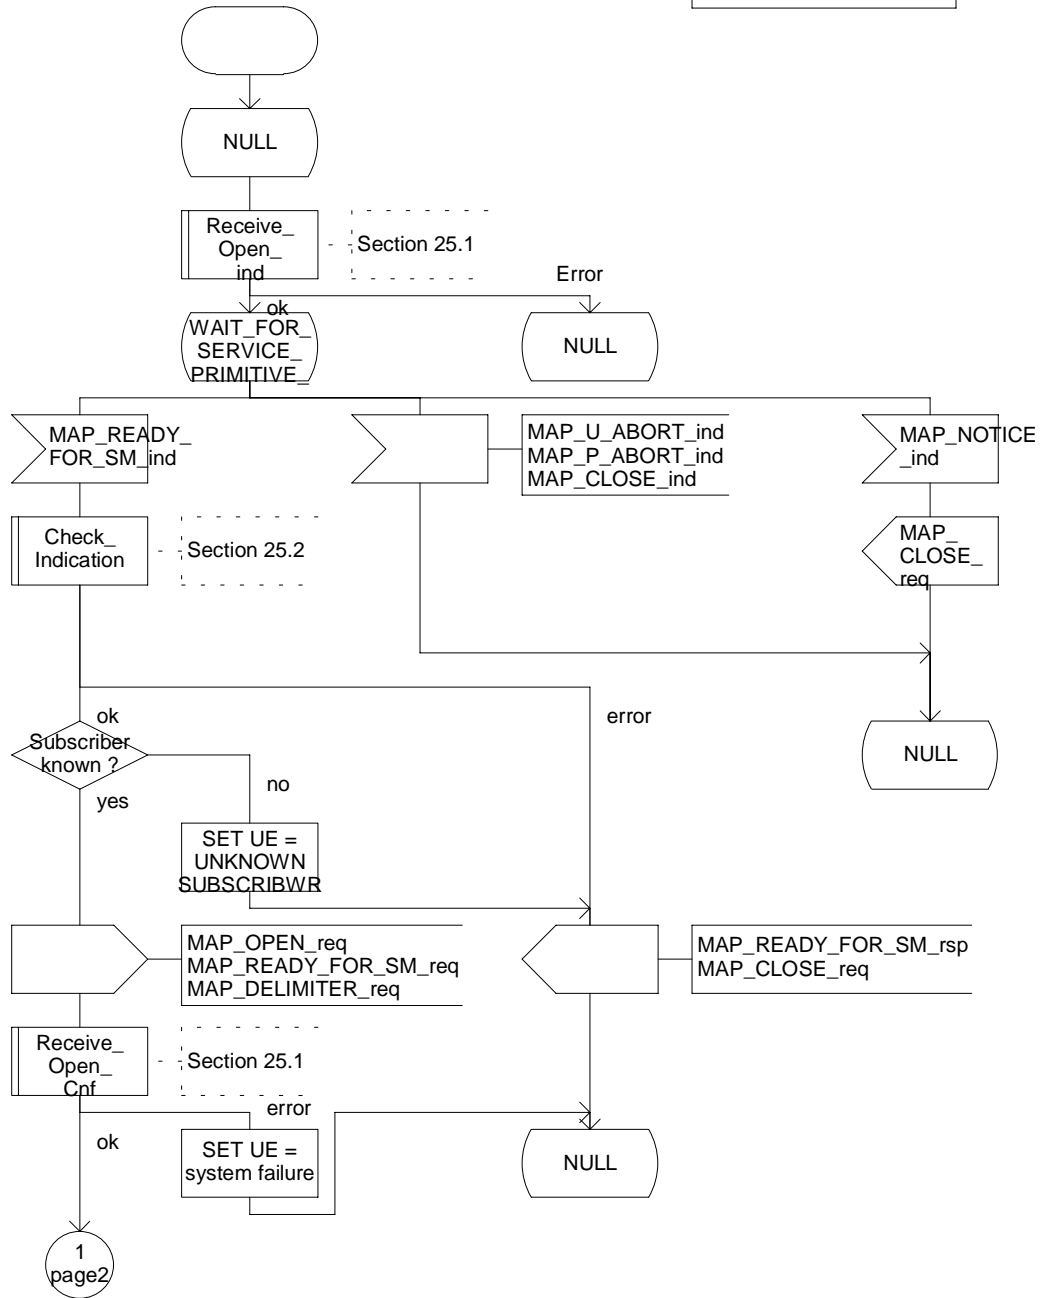 NULL
Receive_
Open_
ind
Section 25.1
Error
ok
WAIT_FOR_
SERVICE_
PRIMITIVE_
NULL
MAP_READY_
FOR_SM_ind
MAP_U_ABORT_ind
MAP_P_ABORT_ind
MAP_CLOSE_ind
MAP_NOTICE
_ind
Check_
Indication
Section 25.2
MAP_
CLOSE_
req
ok
error
Subscriber
known ?
NULL
no
yes
SET UE =
UNKNOWN
SUBSCRIBWR
MAP_OPEN_req
MAP_READY_FOR_SM_req
MAP_DELIMITER_req
MAP_READY_FOR_SM_rsp
MAP_CLOSE_req
Receive_
Open_
Cnf
Section 25.1
error
ok
SET UE =
system failure
NULL
1
page2